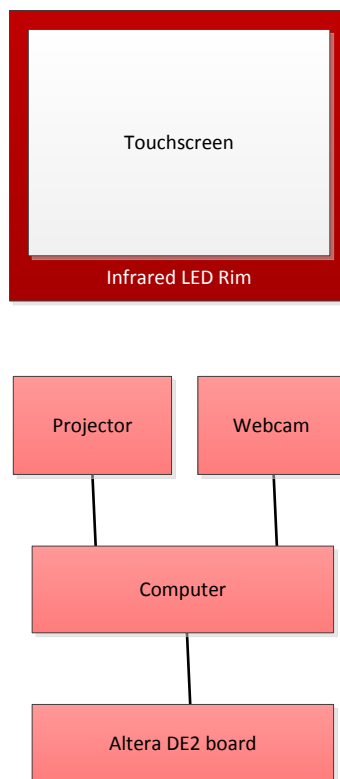 Touchscreen
Infrared LED Rim
Projector
Webcam
Computer
Altera DE2 board